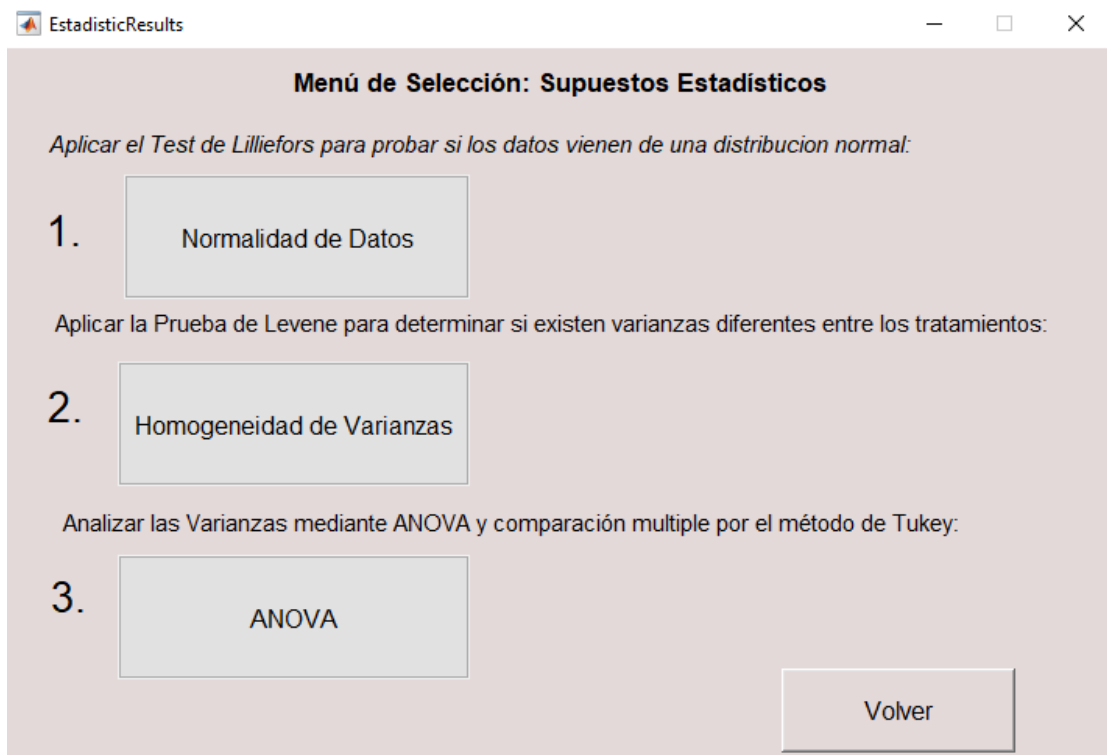 EstadisticResults
Menú de Selección: Supuestos Estadísticos
Aplicar el Test de Lilliefors para probar si los datos vienen de una distribucion normal:
1.
Normalidad de Datos
Aplicar la Prueba de Levene para determinar si existen varianzas diferentes entre los tratamientos:
2.
Homogeneidad de Varianzas
Analizar las Varianzas mediante ANOVA y comparación multiple por el método de Tukey:
3.
ANOVA
Volver